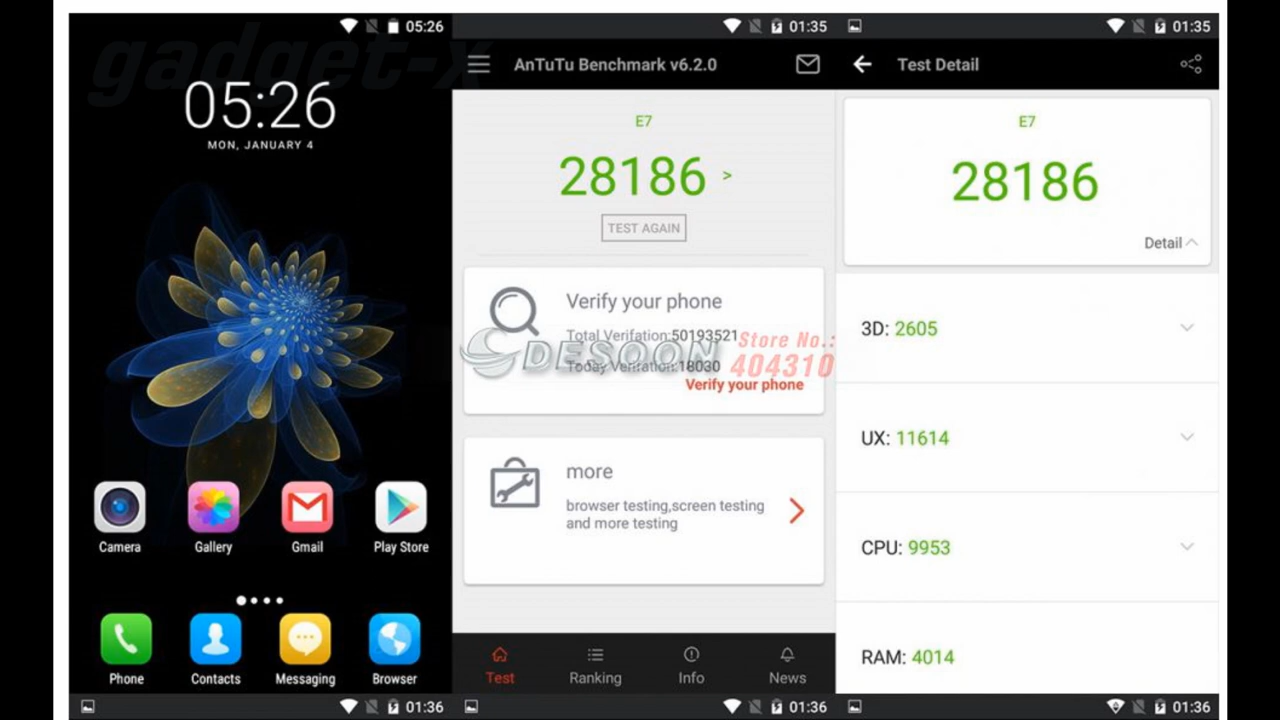 gadget-x
05:26
05:26
MON, JANUARY 4
Camera
Gallery
Gmail
Play Store
Phone
Contacts
Messaging
Browser
01:36
01:35
AnTuTu Benchmark v6.2.0
E7
28186 >
TEST AGAIN
Verify your phone
Total Verifation:50193521
DESOON
Store No.:
404310
Today Verifation:18030
Verify your phone
more
browser testing,screen testing
and more testing
Test
Ranking
Info
News
01:36
01:35
Test Detail
E7
28186
Detail
3D: 2605
UX: 11614
CPU: 9953
RAM: 4014
01:36